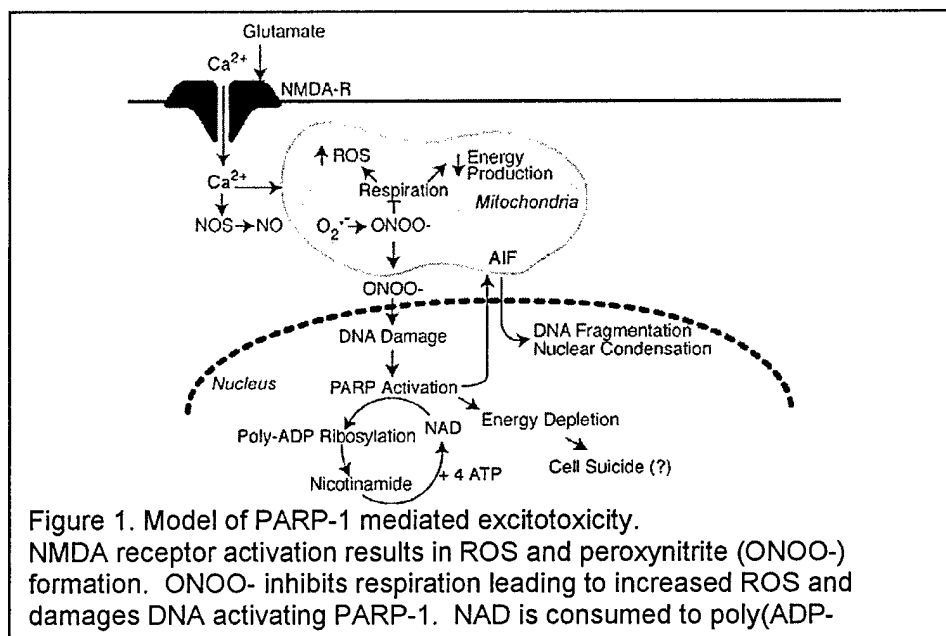 Glutamate
Ca2+
NMDA-R
↑ ROS
↓ Energy
Production
Ca2+
Respiration
Mitochondria
NOS→NO
O2•- → ONOO-
AIF
ONOO-
DNA Damage
DNA Fragmentation
Nuclear Condensation
Nucleus
PARP Activation
Energy Depletion
Poly-ADP Ribosylation
NAD
Cell Suicide (?)
+ 4 ATP
Nicotinamide
Figure 1. Model of PARP-1 mediated excitotoxicity.
NMDA receptor activation results in ROS and peroxynitrite (ONOO-)
formation. ONOO- inhibits respiration leading to increased ROS and
damages DNA activating PARP-1. NAD is consumed to poly(ADP-